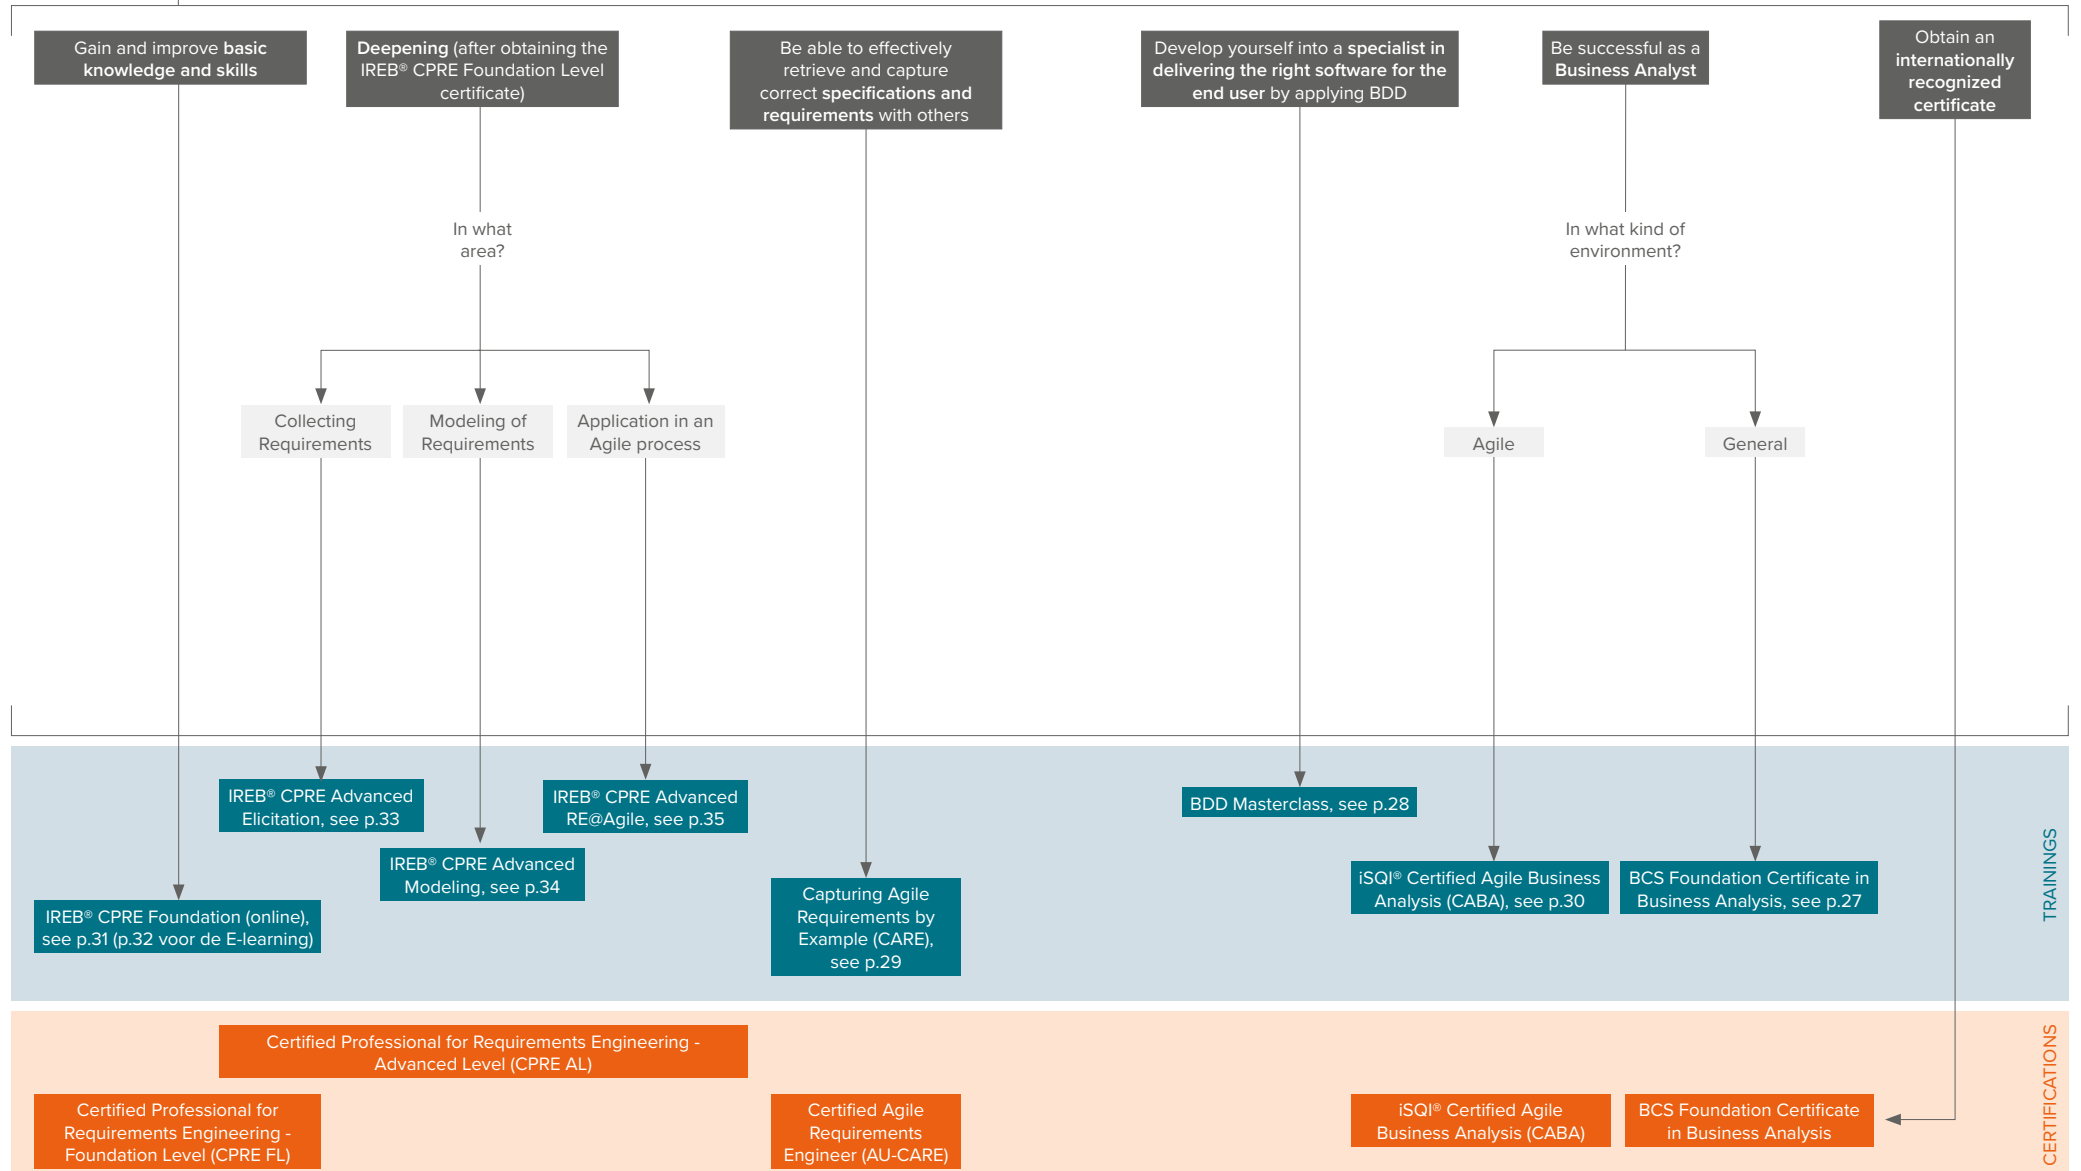 Gain and improve basic
knowledge and skills
Deepening (after obtaining the
IREB® CPRE Foundation Level
certificate)
Be able to effectively
retrieve and capture
correct specifications and
requirements with others
Develop yourself into a specialist in
delivering the right software for the
end user by applying BDD
Be successful as a
Business Analyst
Obtain an
internationally
recognized
certificate
In what
area?
In what kind of
environment?
Collecting
Requirements
Modeling of
Requirements
Application in an
Agile process
Agile
General
IREB® CPRE Advanced
Elicitation, see p.33
IREB® CPRE Advanced
RE@Agile, see p.35
BDD Masterclass, see p.28
IREB® CPRE Advanced
Modeling, see p.34
iSQI® Certified Agile Business
Analysis (CABA), see p.30
BCS Foundation Certificate in
Business Analysis, see p.27
Capturing Agile
Requirements by
Example (CARE),
see p.29
IREB® CPRE Foundation (online),
see p.31 (p.32 voor de E-learning)
TRAININGS
Certified Professional for Requirements Engineering -
Advanced Level (CPRE AL)
Certified Professional for
Requirements Engineering -
Foundation Level (CPRE FL)
Certified Agile
Requirements
Engineer (AU-CARE)
iSQI® Certified Agile
Business Analysis (CABA)
BCS Foundation Certificate
in Business Analysis
CERTIFICATIONS